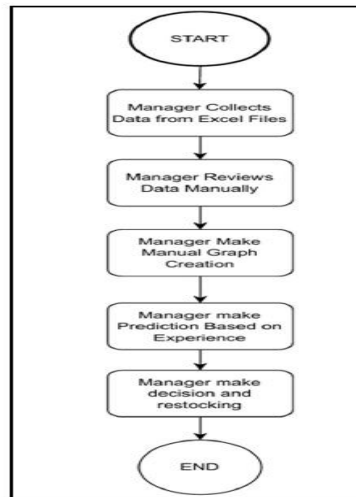 START
Manager Collects
Data from Excel Files
Manager Reviews
Data Manually
Manager Make
Manual Graph
Creation
Manager make
Prediction Based on
Experience
Manager make
decision and
restocking
END